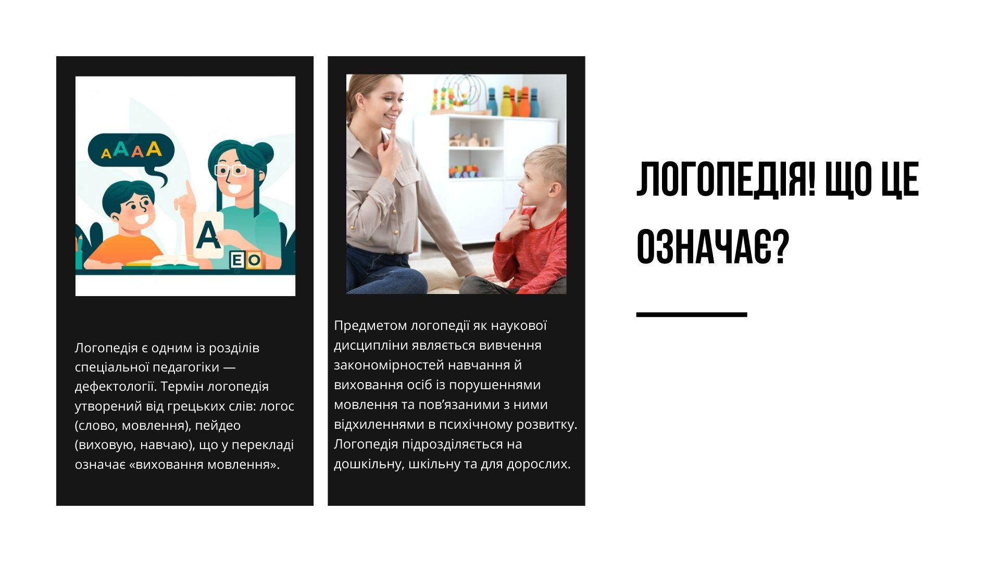 ЛОГОПЕДІЯ! ЩО ЦЕ
ОЗНАЧАЄ?
A A A A
A
E O
Логопедія є одним із розділів
спеціальної педагогіки —
дефектології. Термін логопедія
утворений від грецьких слів: логос
(слово, мовлення), пейдео
(виховую, навчаю), що у перекладі
означає «виховання мовлення».
Предметом логопедії як наукової
дисципліни являється вивчення
закономірностей навчання й
виховання осіб із порушеннями
мовлення та пов’язаними з ними
відхиленнями в психічному розвитку.
Логопедія підрозділяється на
дошкільну, шкільну та для дорослих.